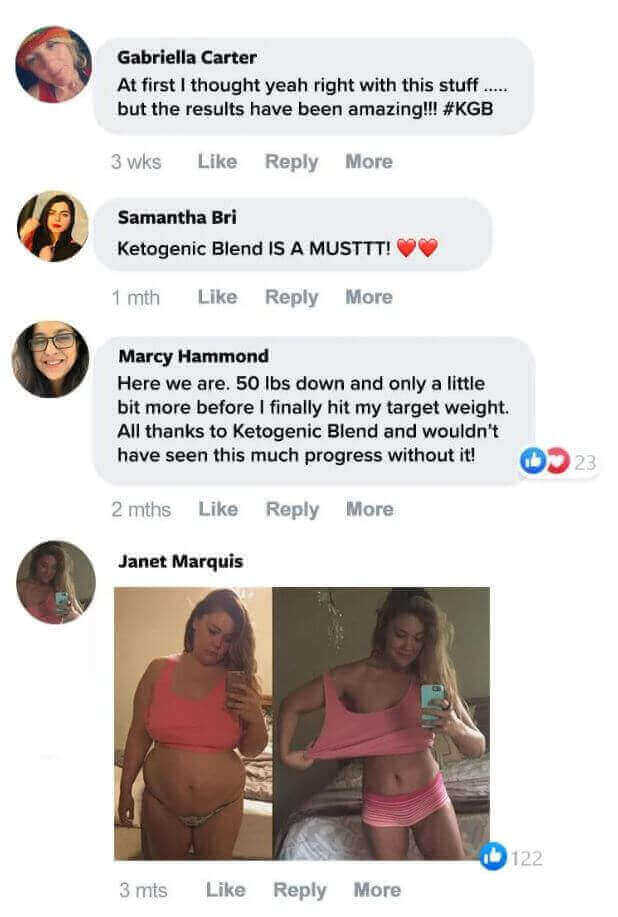 Gabriella Carter
At first I thought yeah right with this stuff .....
but the results have been amazing!!! #KGB
3 wks Like Reply More
Samantha Bri
Ketogenic Blend IS A MUSTTT! ❤️❤️
1 mth Like Reply More
Marcy Hammond
Here we are. 50 lbs down and only a little
bit more before I finally hit my target weight.
All thanks to Ketogenic Blend and wouldn't
have seen this much progress without it!
23
2 mths Like Reply More
Janet Marquis
122
3 mts Like Reply More